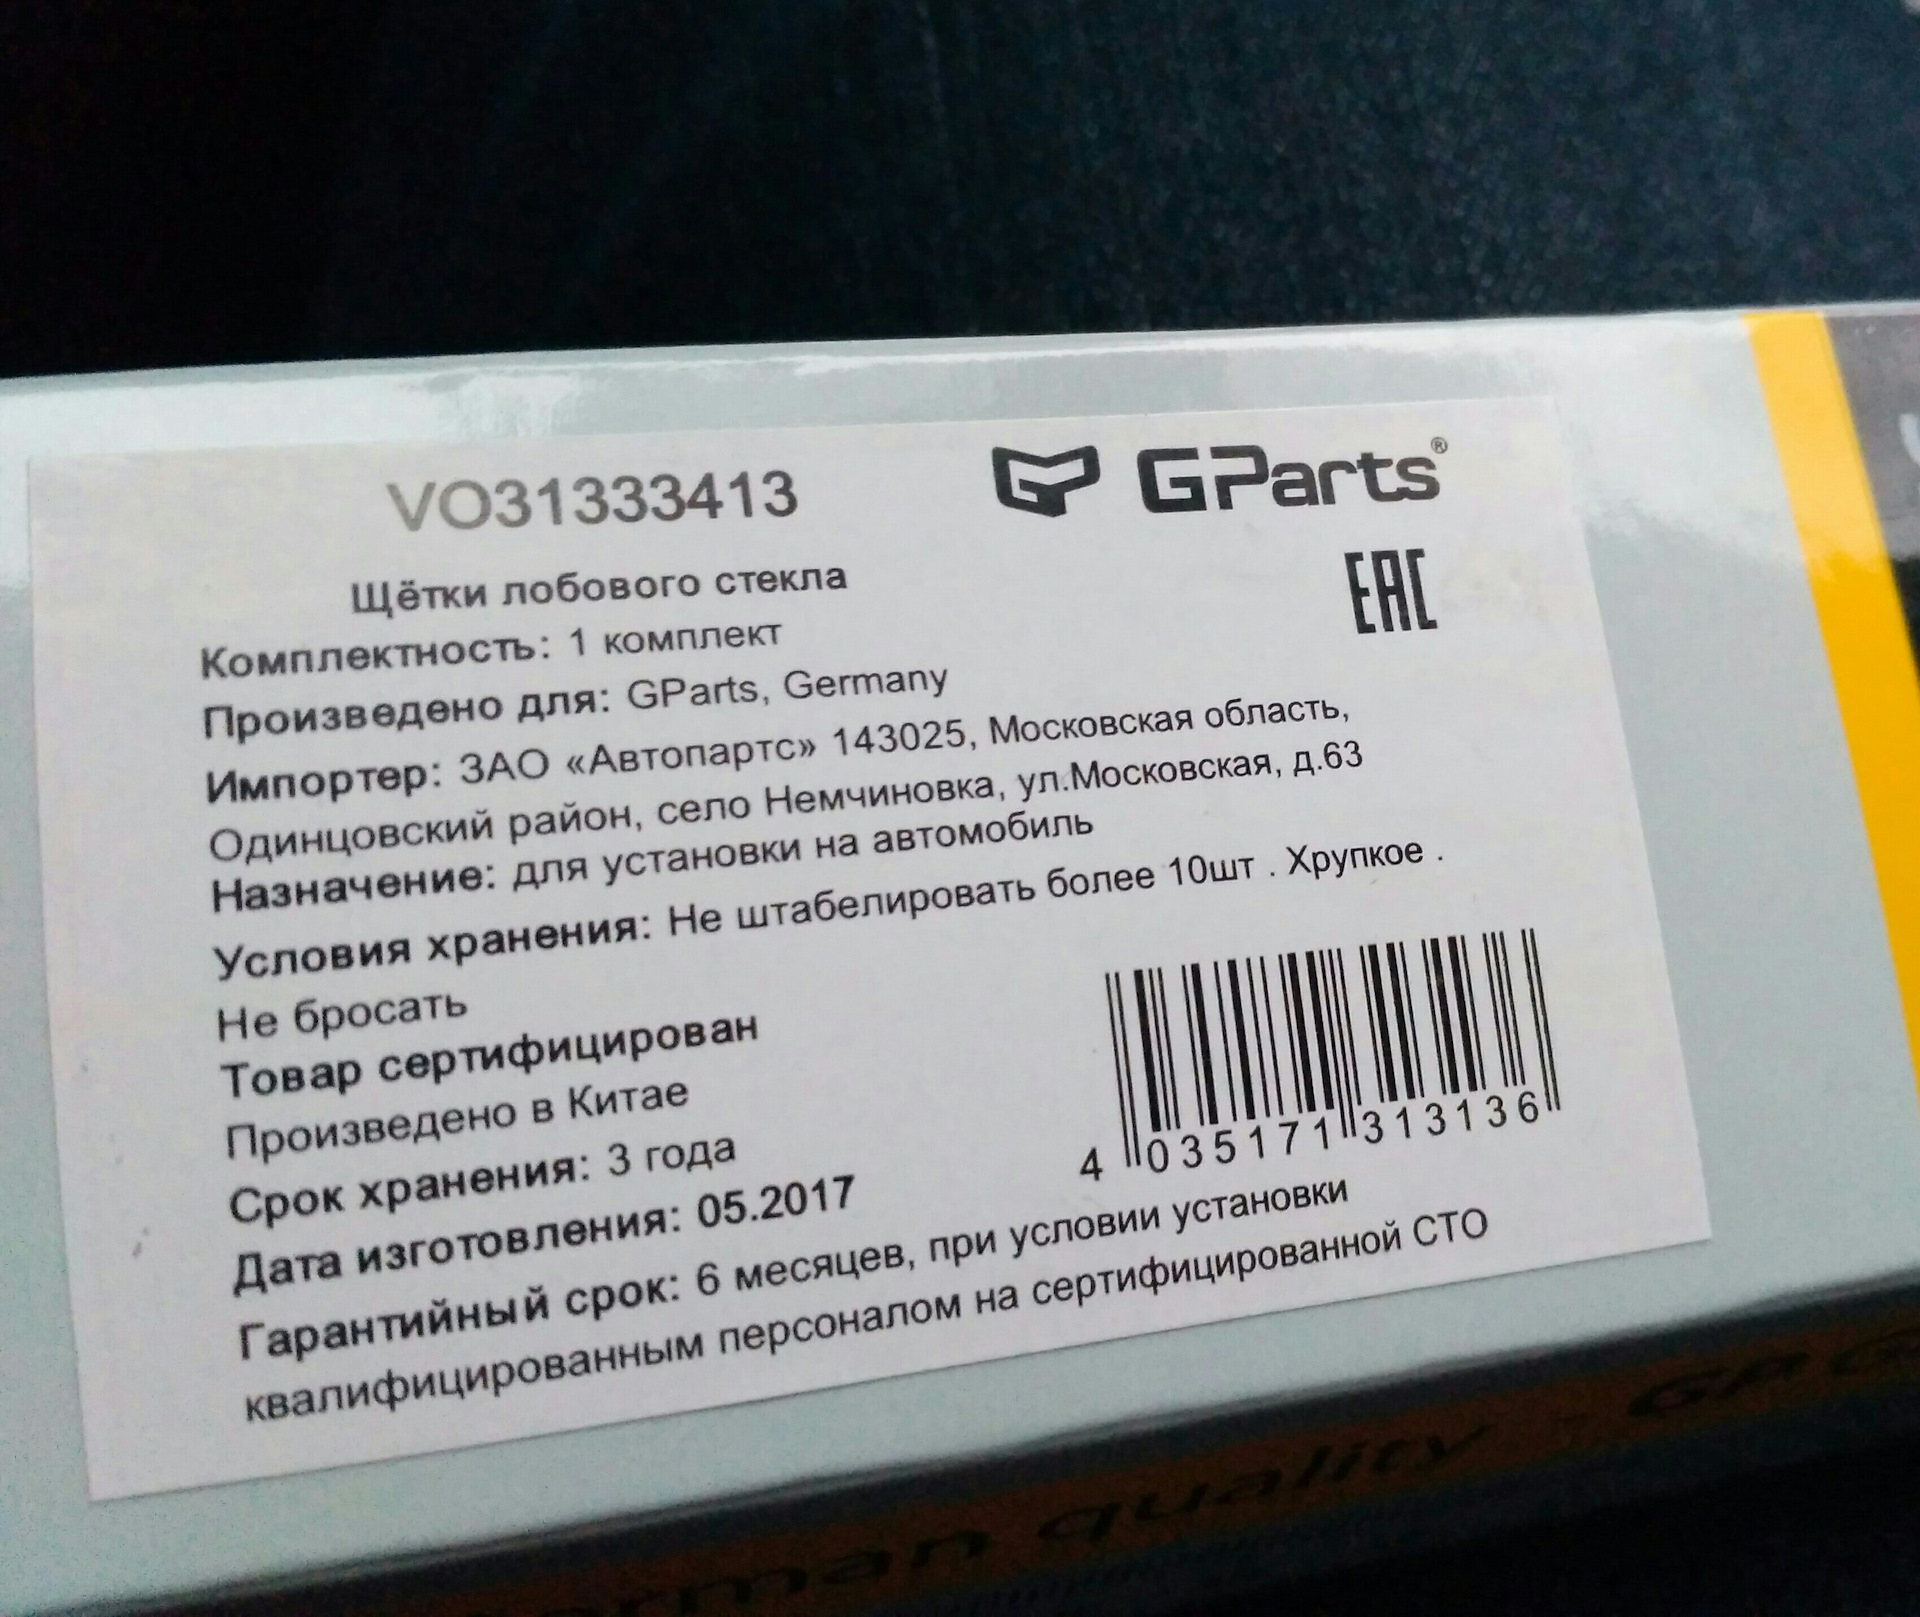 VO31333413
GParts®
Щётки лобового стекла
EAC
Комплектность: 1 комплект
Произведено для: GParts, Germany
Импортер: ЗАО «Автопартс» 143025, Московская область,
Одинцовский район, село Немчиновка, ул.Московская, д.63
Назначение: для установки на автомобиль
Условия хранения: Не штабелировать более 10шт . Хрупкое .
Не бросать
Товар сертифицирован
Произведено в Китае
Срок хранения: 3 года
4 035171 313136
Дата изготовления: 05.2017
Гарантийный срок: 6 месяцев, при условии установки
квалифицированным персоналом на сертифицированной СТО
quality